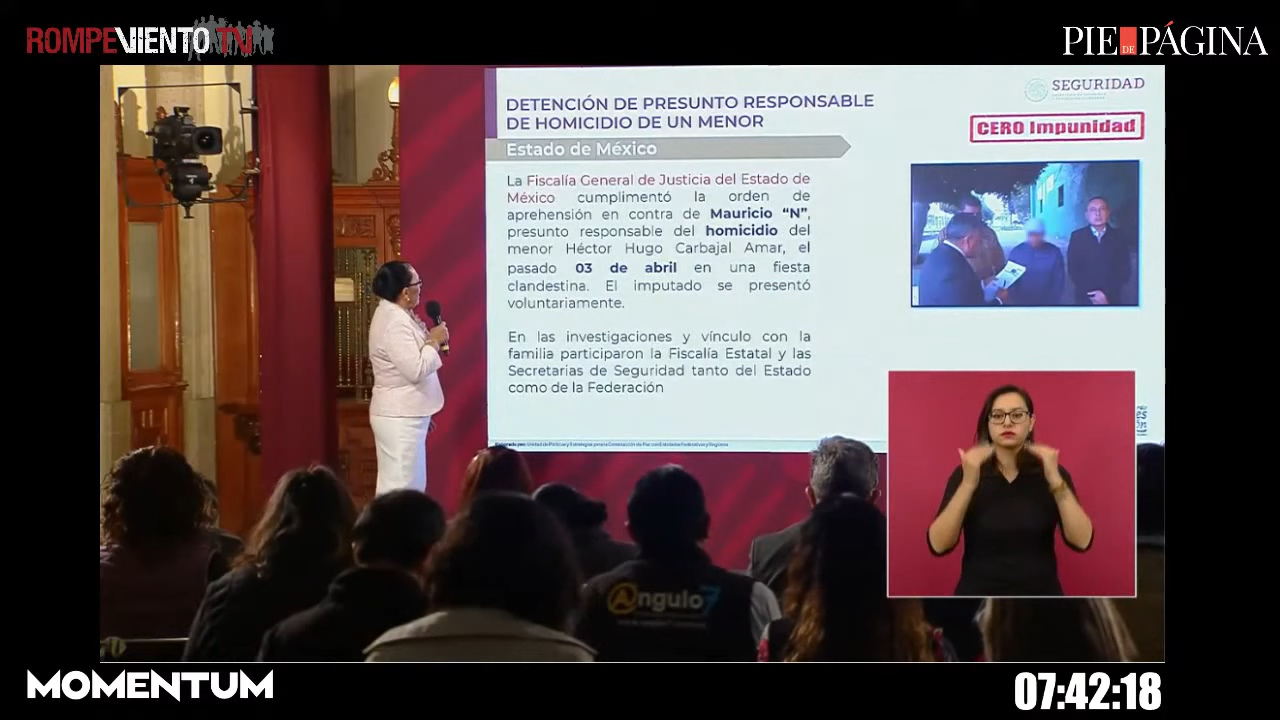 ROMPEVIENTO TV
PIE DE PÁGINA
SEGURIDAD
DETENCIÓN DE PRESUNTO RESPONSABLE
DE HOMICIDIO DE UN MENOR
CERO Impunidad
Estado de México
La Fiscalía General de Justicia del Estado de
México cumplimentó la orden de
aprehensión en contra de Mauricio “N”,
presunto responsable del homicidio del
menor Héctor Hugo Carbajal Amar, el
pasado 03 de abril en una fiesta
clandestina. El imputado se presentó
voluntariamente.
En las investigaciones y vínculo con la
familia participaron la Fiscalía Estatal y las
Secretarias de Seguridad tanto del Estado
como de la Federación
@ngulo7
MOMENTUM
07:42:18